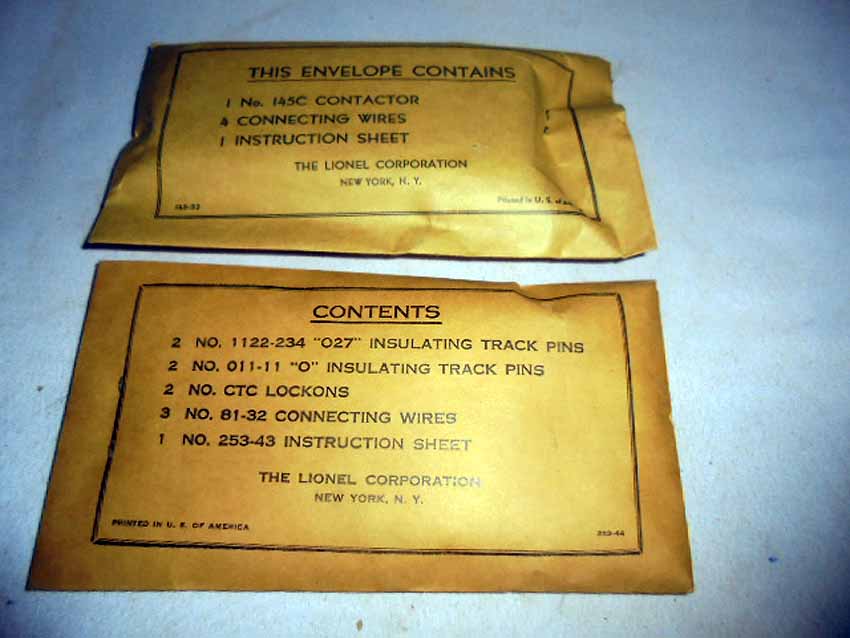 THIS ENVELOPE CONTAINS
1 No. 145C CONTACTOR
4 CONNECTING WIRES
1 INSTRUCTION SHEET
THE LIONEL CORPORATION
NEW YORK, N. Y.
Printed in U. S. of
CONTENTS
2 NO. 1122-234 "O27" INSULATING TRACK PINS
2 NO. 011-11 "O" INSULATING TRACK PINS
2 NO. CTC LOCKONS
3 NO. 81-32 CONNECTING WIRES
1 NO. 253-43 INSTRUCTION SHEET
THE LIONEL CORPORATION
NEW YORK, N. Y.
PRINTED IN U. S. OF AMERICA
253-44